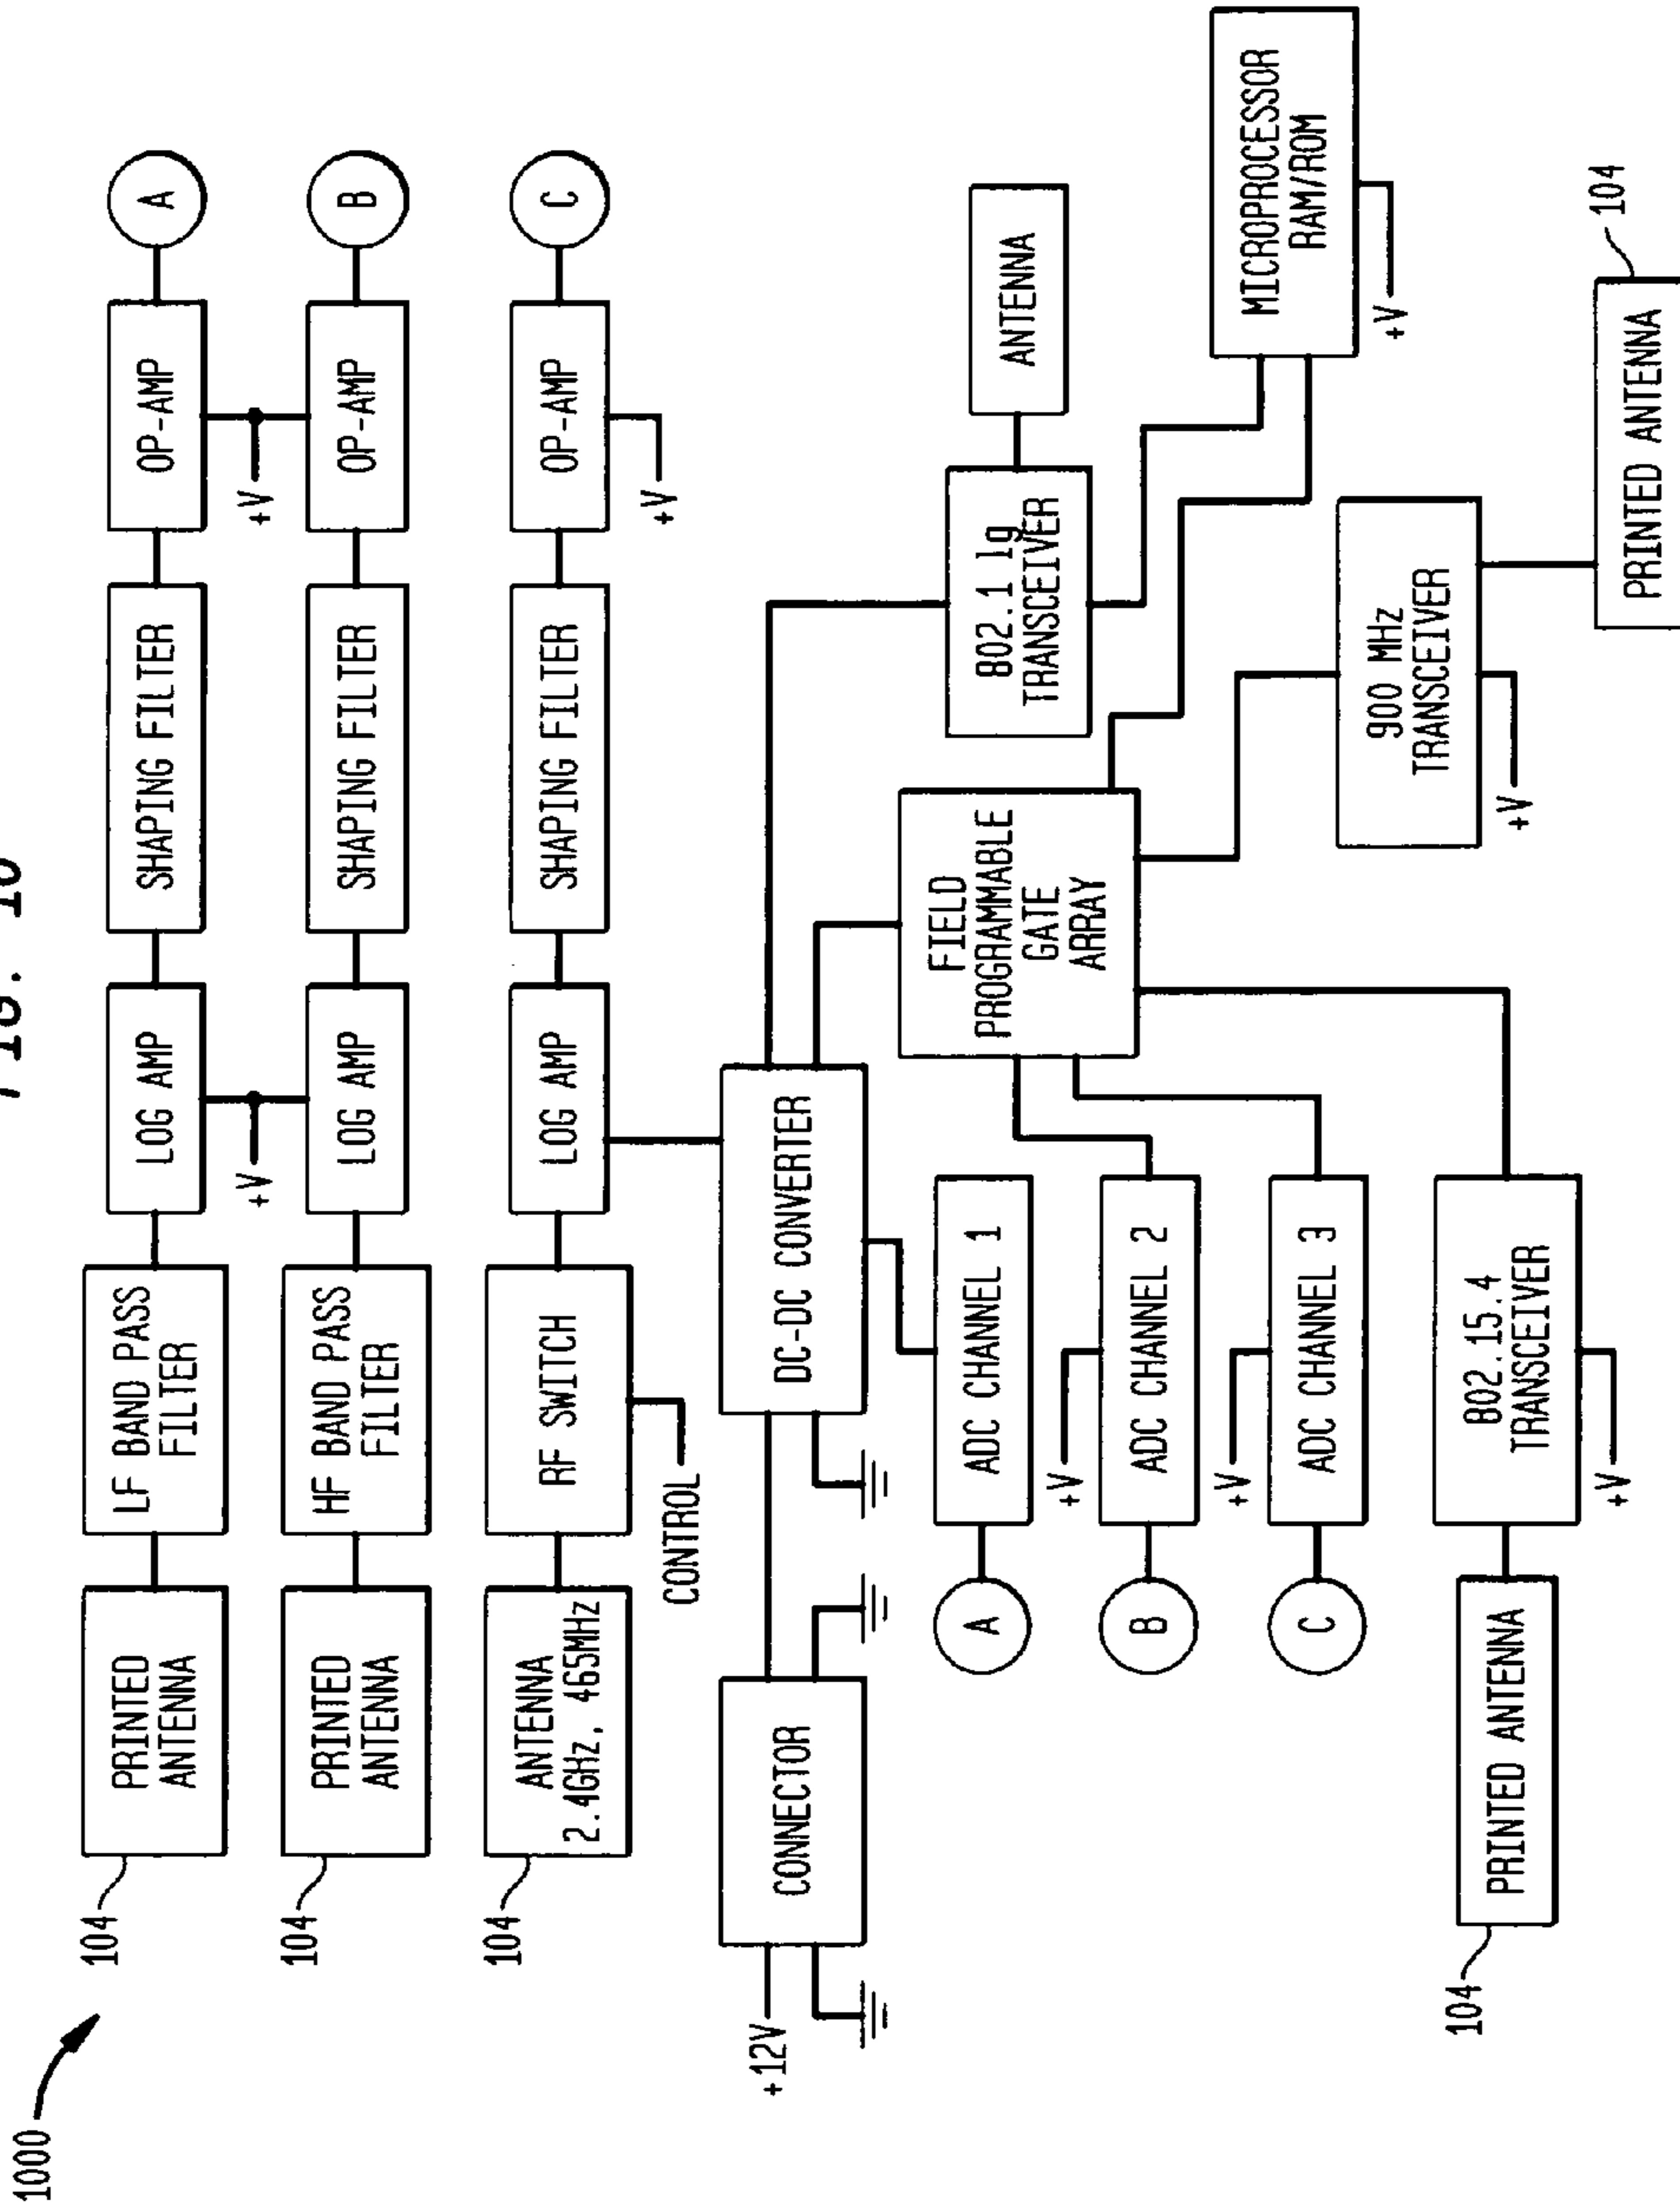 FIG. 10
1000
104
PRINTED
ANTENNA
LF BAND PASS
FILTER
LOG AMP
SHAPING FILTER
OP-AMP
A
+V
+V
104
PRINTED
ANTENNA
HF BAND PASS
FILTER
LOG AMP
SHAPING FILTER
OP-AMP
B
104
ANTENNA
2.4GHz, 465MHz
RF SWITCH
LOG AMP
SHAPING FILTER
OP-AMP
C
CONTROL
+V
+12V
CONNECTOR
DC-DC CONVERTER
A
ADC CHANNEL 1
FIELD
PROGRAMMABLE
GATE
ARRAY
802.1 1g
TRANSCEIVER
ANTENNA
+V
B
ADC CHANNEL 2
+V
C
ADC CHANNEL 3
MICROPROCESSOR
RAM/ROM
+V
900 MHz
TRANSCEIVER
+V
104
PRINTED ANTENNA
802.15.4
TRANSCEIVER
+V
104
PRINTED ANTENNA